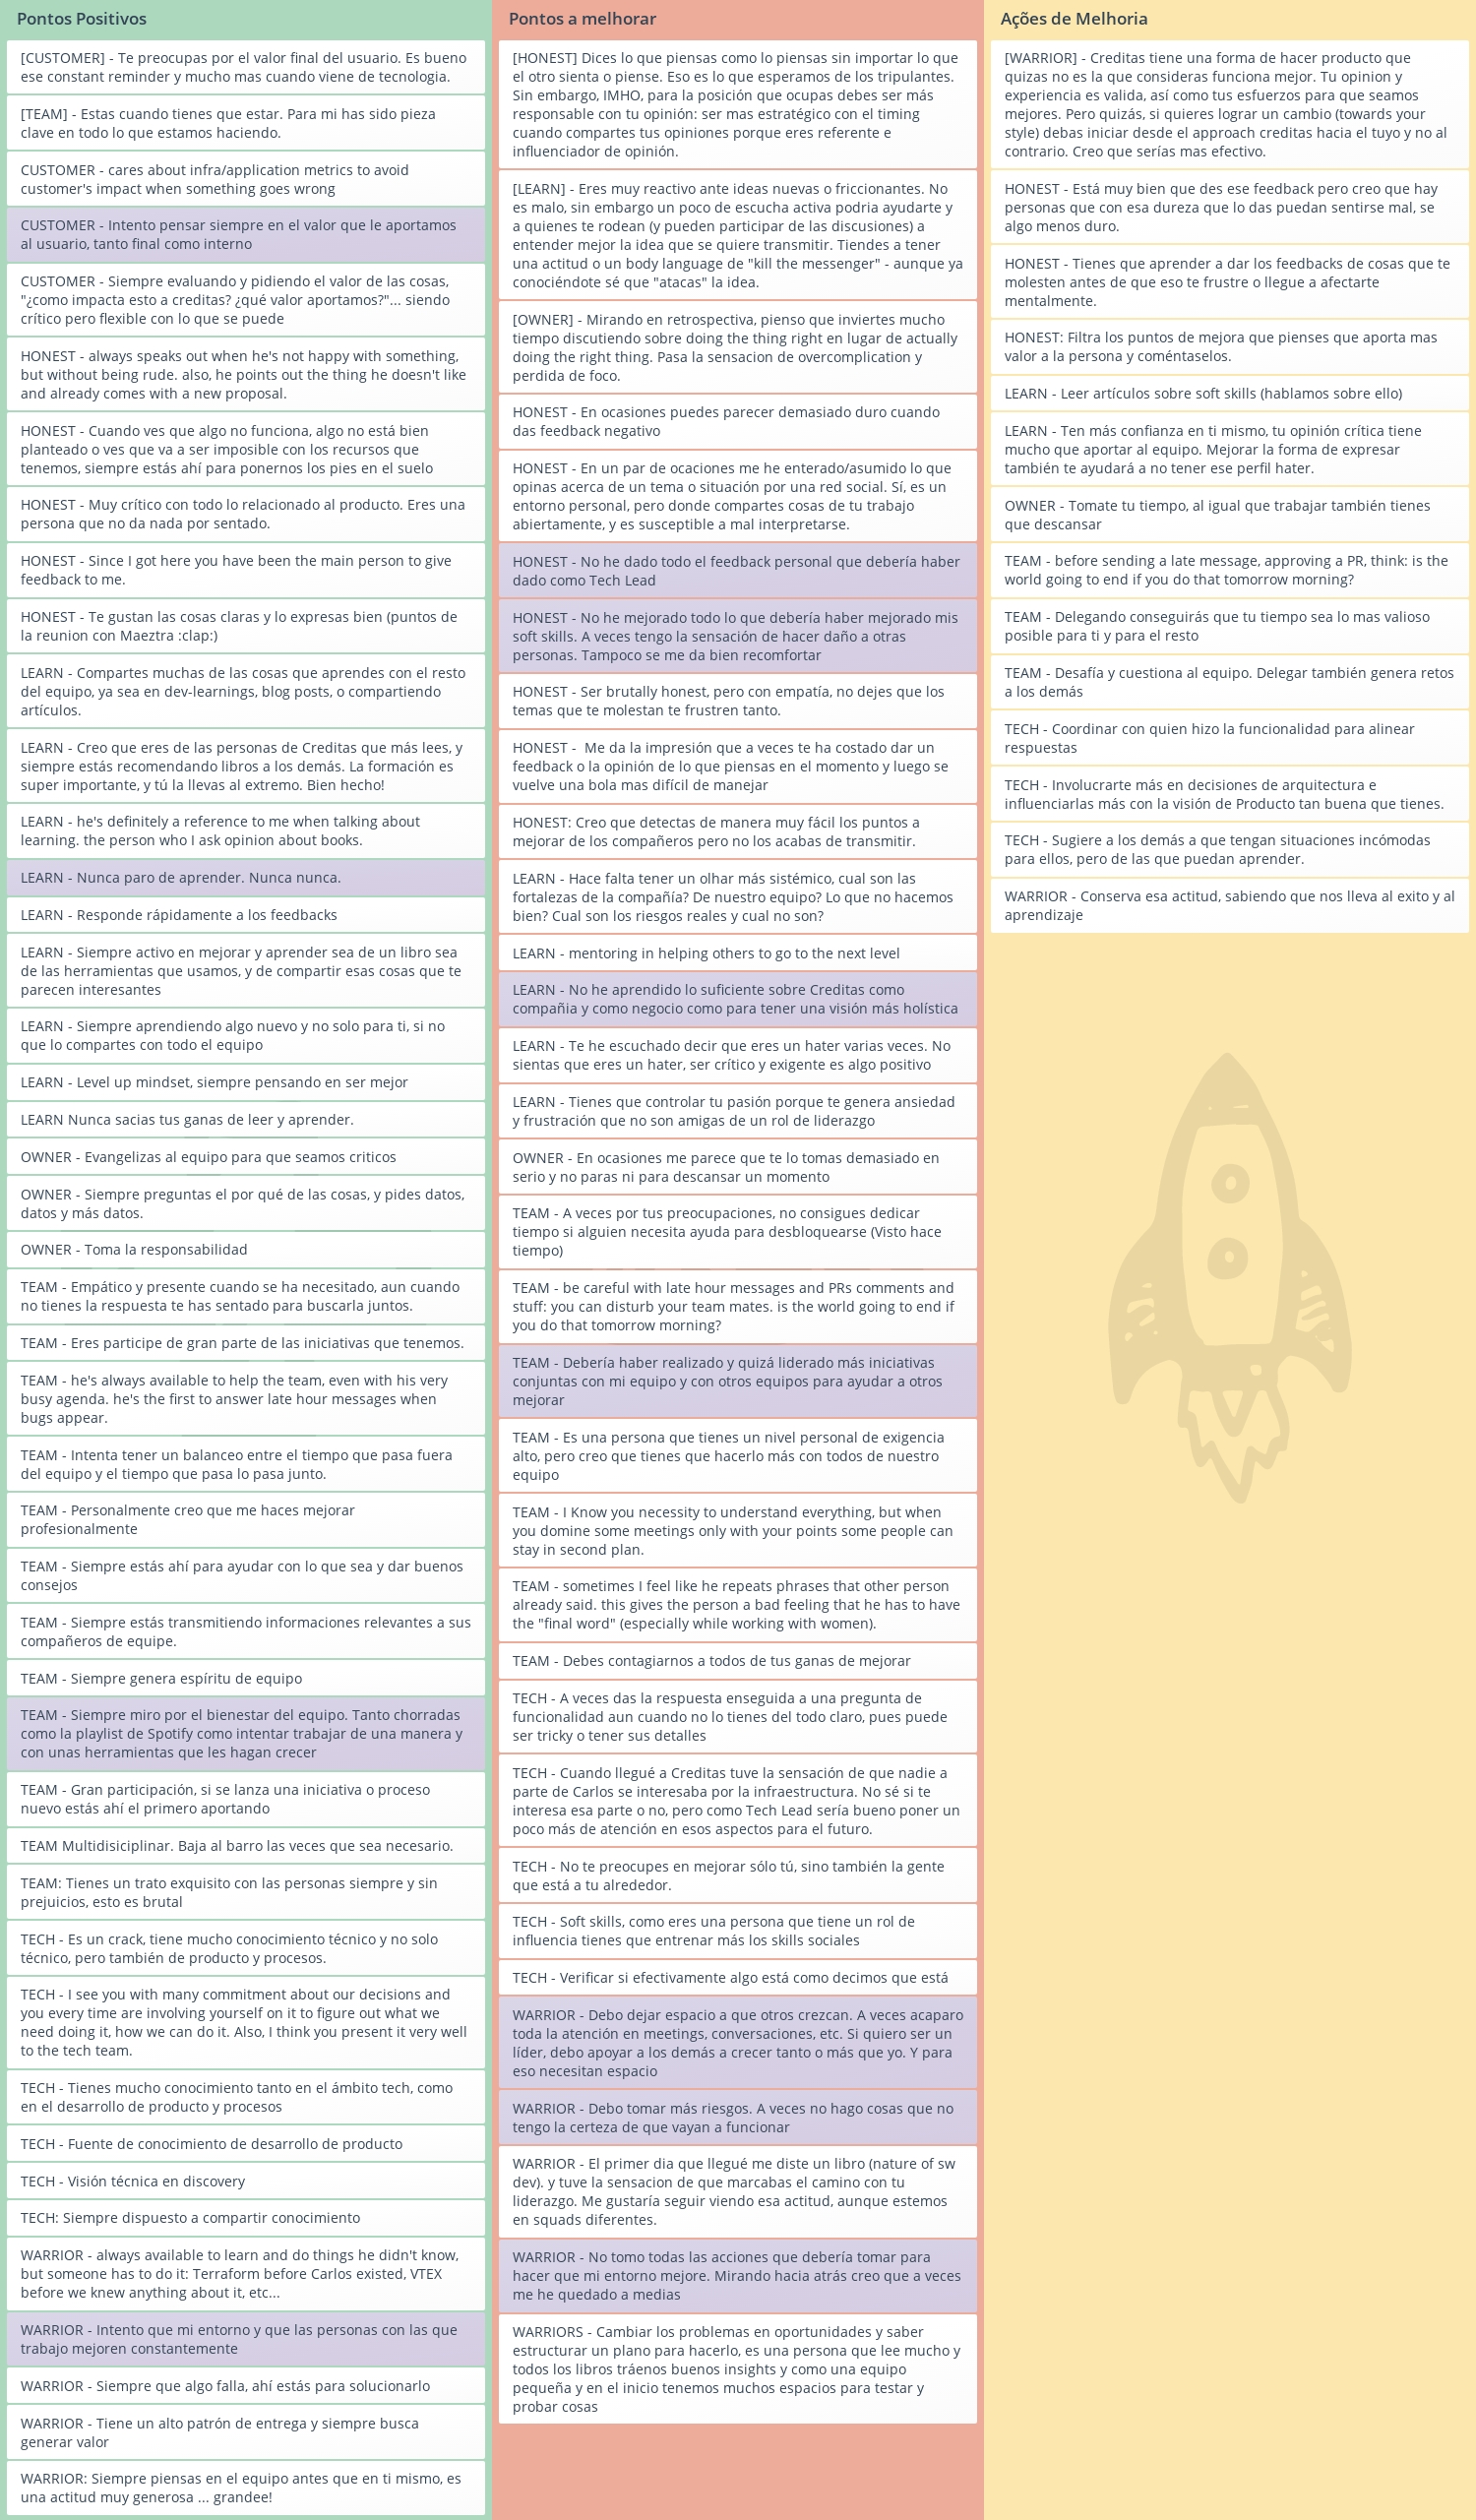 Pontos Positivos
[CUSTOMER] - Te preocupas por el valor final del usuario. Es bueno
ese constant reminder y mucho mas cuando viene de tecnologia.
[TEAM] - Estas cuando tienes que estar. Para mi has sido pieza
clave en todo lo que estamos haciendo.
CUSTOMER - cares about infra/application metrics to avoid
customer's impact when something goes wrong
CUSTOMER - Intento pensar siempre en el valor que le aportamos
al usuario, tanto final como interno
CUSTOMER - Siempre evaluando y pidiendo el valor de las cosas,
"¿como impacta esto a creditas? ¿qué valor aportamos?"... siendo
crítico pero flexible con lo que se puede
HONEST - always speaks out when he's not happy with something,
but without being rude. also, he points out the thing he doesn't like
and already comes with a new proposal.
HONEST - Cuando ves que algo no funciona, algo no está bien
planteado o ves que va a ser imposible con los recursos que
tenemos, siempre estás ahí para ponernos los pies en el suelo
HONEST - Muy crítico con todo lo relacionado al producto. Eres una
persona que no da nada por sentado.
HONEST - Since I got here you have been the main person to give
feedback to me.
HONEST - Te gustan las cosas claras y lo expresas bien (puntos de
la reunion con Maeztra :clap:)
LEARN - Compartes muchas de las cosas que aprendes con el resto
del equipo, ya sea en dev-learnings, blog posts, o compartiendo
artículos.
LEARN - Creo que eres de las personas de Creditas que más lees, y
siempre estás recomendando libros a los demás. La formación es
super importante, y tú la llevas al extremo. Bien hecho!
LEARN - he's definitely a reference to me when talking about
learning. the person who I ask opinion about books.
LEARN - Nunca paro de aprender. Nunca nunca.
LEARN - Responde rápidamente a los feedbacks
LEARN - Siempre activo en mejorar y aprender sea de un libro sea
de las herramientas que usamos, y de compartir esas cosas que te
parecen interesantes
LEARN - Siempre aprendiendo algo nuevo y no solo para ti, si no
que lo compartes con todo el equipo
LEARN - Level up mindset, siempre pensando en ser mejor
LEARN Nunca sacias tus ganas de leer y aprender.
OWNER - Evangelizas al equipo para que seamos criticos
OWNER - Siempre preguntas el por qué de las cosas, y pides datos,
datos y más datos.
OWNER - Toma la responsabilidad
TEAM - Empático y presente cuando se ha necesitado, aun cuando
no tienes la respuesta te has sentado para buscarla juntos.
TEAM - Eres participe de gran parte de las iniciativas que tenemos.
TEAM - he's always available to help the team, even with his very
busy agenda. he's the first to answer late hour messages when
bugs appear.
TEAM - Intenta tener un balanceo entre el tiempo que pasa fuera
del equipo y el tiempo que pasa lo pasa junto.
TEAM - Personalmente creo que me haces mejorar
profesionalmente
TEAM - Siempre estás ahí para ayudar con lo que sea y dar buenos
consejos
TEAM - Siempre estás transmitiendo informaciones relevantes a sus
compañeros de equipe.
TEAM - Siempre genera espíritu de equipo
TEAM - Siempre miro por el bienestar del equipo. Tanto chorradas
como la playlist de Spotify como intentar trabajar de una manera y
con unas herramientas que les hagan crecer
TEAM - Gran participación, si se lanza una iniciativa o proceso
nuevo estás ahí el primero aportando
TEAM Multidisiciplinar. Baja al barro las veces que sea necesario.
TEAM: Tienes un trato exquisito con las personas siempre y sin
prejuicios, esto es brutal
TECH - Es un crack, tiene mucho conocimiento técnico y no solo
técnico, pero también de producto y procesos.
TECH - I see you with many commitment about our decisions and
you every time are involving yourself on it to figure out what we
need doing it, how we can do it. Also, I think you present it very well
to the tech team.
TECH - Tienes mucho conocimiento tanto en el ámbito tech, como
en el desarrollo de producto y procesos
TECH - Fuente de conocimiento de desarrollo de producto
TECH - Visión técnica en discovery
TECH: Siempre dispuesto a compartir conocimiento
WARRIOR - always available to learn and do things he didn't know,
but someone has to do it: Terraform before Carlos existed, VTEX
before we knew anything about it, etc...
WARRIOR - Intento que mi entorno y que las personas con las que
trabajo mejoren constantemente
WARRIOR - Siempre que algo falla, ahí estás para solucionarlo
WARRIOR - Tiene un alto patrón de entrega y siempre busca
generar valor
WARRIOR: Siempre piensas en el equipo antes que en ti mismo, es
una actitud muy generosa ... grandee!
Pontos a melhorar
[HONEST] Dices lo que piensas como lo piensas sin importar lo que
el otro sienta o piense. Eso es lo que esperamos de los tripulantes.
Sin embargo, IMHO, para la posición que ocupas debes ser más
responsable con tu opinión: ser mas estratégico con el timing
cuando compartes tus opiniones porque eres referente e
influenciador de opinión.
[LEARN] - Eres muy reactivo ante ideas nuevas o friccionantes. No
es malo, sin embargo un poco de escucha activa podria ayudarte y
a quienes te rodean (y pueden participar de las discusiones) a
entender mejor la idea que se quiere transmitir. Tiendes a tener
una actitud o un body language de "kill the messenger" - aunque ya
conociéndote sé que "atacas" la idea.
[OWNER] - Mirando en retrospectiva, pienso que inviertes mucho
tiempo discutiendo sobre doing the thing right en lugar de actually
doing the right thing. Pasa la sensacion de overcomplication y
perdida de foco.
HONEST - En ocasiones puedes parecer demasiado duro cuando
das feedback negativo
HONEST - En un par de ocaciones me he enterado/asumido lo que
opinas acerca de un tema o situación por una red social. Sí, es un
entorno personal, pero donde compartes cosas de tu trabajo
abiertamente, y es susceptible a mal interpretarse.
HONEST - No he dado todo el feedback personal que debería haber
dado como Tech Lead
HONEST - No he mejorado todo lo que debería haber mejorado mis
soft skills. A veces tengo la sensación de hacer daño a otras
personas. Tampoco se me da bien recomfortar
HONEST - Ser brutally honest, pero con empatía, no dejes que los
temas que te molestan te frustren tanto.
HONEST -  Me da la impresión que a veces te ha costado dar un
feedback o la opinión de lo que piensas en el momento y luego se
vuelve una bola mas difícil de manejar
HONEST: Creo que detectas de manera muy fácil los puntos a
mejorar de los compañeros pero no los acabas de transmitir.
LEARN - Hace falta tener un olhar más sistémico, cual son las
fortalezas de la compañía? De nuestro equipo? Lo que no hacemos
bien? Cual son los riesgos reales y cual no son?
LEARN - mentoring in helping others to go to the next level
LEARN - No he aprendido lo suficiente sobre Creditas como
compañia y como negocio como para tener una visión más holística
LEARN - Te he escuchado decir que eres un hater varias veces. No
sientas que eres un hater, ser crítico y exigente es algo positivo
LEARN - Tienes que controlar tu pasión porque te genera ansiedad
y frustración que no son amigas de un rol de liderazgo
OWNER - En ocasiones me parece que te lo tomas demasiado en
serio y no paras ni para descansar un momento
TEAM - A veces por tus preocupaciones, no consigues dedicar
tiempo si alguien necesita ayuda para desbloquearse (Visto hace
tiempo)
TEAM - be careful with late hour messages and PRs comments and
stuff: you can disturb your team mates. is the world going to end if
you do that tomorrow morning?
TEAM - Debería haber realizado y quizá liderado más iniciativas
conjuntas con mi equipo y con otros equipos para ayudar a otros
mejorar
TEAM - Es una persona que tienes un nivel personal de exigencia
alto, pero creo que tienes que hacerlo más con todos de nuestro
equipo
TEAM - I Know you necessity to understand everything, but when
you domine some meetings only with your points some people can
stay in second plan.
TEAM - sometimes I feel like he repeats phrases that other person
already said. this gives the person a bad feeling that he has to have
the "final word" (especially while working with women).
TEAM - Debes contagiarnos a todos de tus ganas de mejorar
TECH - A veces das la respuesta enseguida a una pregunta de
funcionalidad aun cuando no lo tienes del todo claro, pues puede
ser tricky o tener sus detalles
TECH - Cuando llegué a Creditas tuve la sensación de que nadie a
parte de Carlos se interesaba por la infraestructura. No sé si te
interesa esa parte o no, pero como Tech Lead sería bueno poner un
poco más de atención en esos aspectos para el futuro.
TECH - No te preocupes en mejorar sólo tú, sino también la gente
que está a tu alrededor.
TECH - Soft skills, como eres una persona que tiene un rol de
influencia tienes que entrenar más los skills sociales
TECH - Verificar si efectivamente algo está como decimos que está
WARRIOR - Debo dejar espacio a que otros crezcan. A veces acaparo
toda la atención en meetings, conversaciones, etc. Si quiero ser un
líder, debo apoyar a los demás a crecer tanto o más que yo. Y para
eso necesitan espacio
WARRIOR - Debo tomar más riesgos. A veces no hago cosas que no
tengo la certeza de que vayan a funcionar
WARRIOR - El primer dia que llegué me diste un libro (nature of sw
dev). y tuve la sensacion de que marcabas el camino con tu
liderazgo. Me gustaría seguir viendo esa actitud, aunque estemos
en squads diferentes.
WARRIOR - No tomo todas las acciones que debería tomar para
hacer que mi entorno mejore. Mirando hacia atrás creo que a veces
me he quedado a medias
WARRIORS - Cambiar los problemas en oportunidades y saber
estructurar un plano para hacerlo, es una persona que lee mucho y
todos los libros tráenos buenos insights y como una equipo
pequeña y en el inicio tenemos muchos espacios para testar y
probar cosas
Ações de Melhoria
[WARRIOR] - Creditas tiene una forma de hacer producto que
quizas no es la que consideras funciona mejor. Tu opinion y
experiencia es valida, así como tus esfuerzos para que seamos
mejores. Pero quizás, si quieres lograr un cambio (towards your
style) debas iniciar desde el approach creditas hacia el tuyo y no al
contrario. Creo que serías mas efectivo.
HONEST - Está muy bien que des ese feedback pero creo que hay
personas que con esa dureza que lo das puedan sentirse mal, se
algo menos duro.
HONEST - Tienes que aprender a dar los feedbacks de cosas que te
molesten antes de que eso te frustre o llegue a afectarte
mentalmente.
HONEST: Filtra los puntos de mejora que pienses que aporta mas
valor a la persona y coméntaselos.
LEARN - Leer artículos sobre soft skills (hablamos sobre ello)
LEARN - Ten más confianza en ti mismo, tu opinión crítica tiene
mucho que aportar al equipo. Mejorar la forma de expresar
también te ayudará a no tener ese perfil hater.
OWNER - Tomate tu tiempo, al igual que trabajar también tienes
que descansar
TEAM - before sending a late message, approving a PR, think: is the
world going to end if you do that tomorrow morning?
TEAM - Delegando conseguirás que tu tiempo sea lo mas valioso
posible para ti y para el resto
TEAM - Desafía y cuestiona al equipo. Delegar también genera retos
a los demás
TECH - Coordinar con quien hizo la funcionalidad para alinear
respuestas
TECH - Involucrarte más en decisiones de arquitectura e
influenciarlas más con la visión de Producto tan buena que tienes.
TECH - Sugiere a los demás a que tengan situaciones incómodas
para ellos, pero de las que puedan aprender.
WARRIOR - Conserva esa actitud, sabiendo que nos lleva al exito y al
aprendizaje